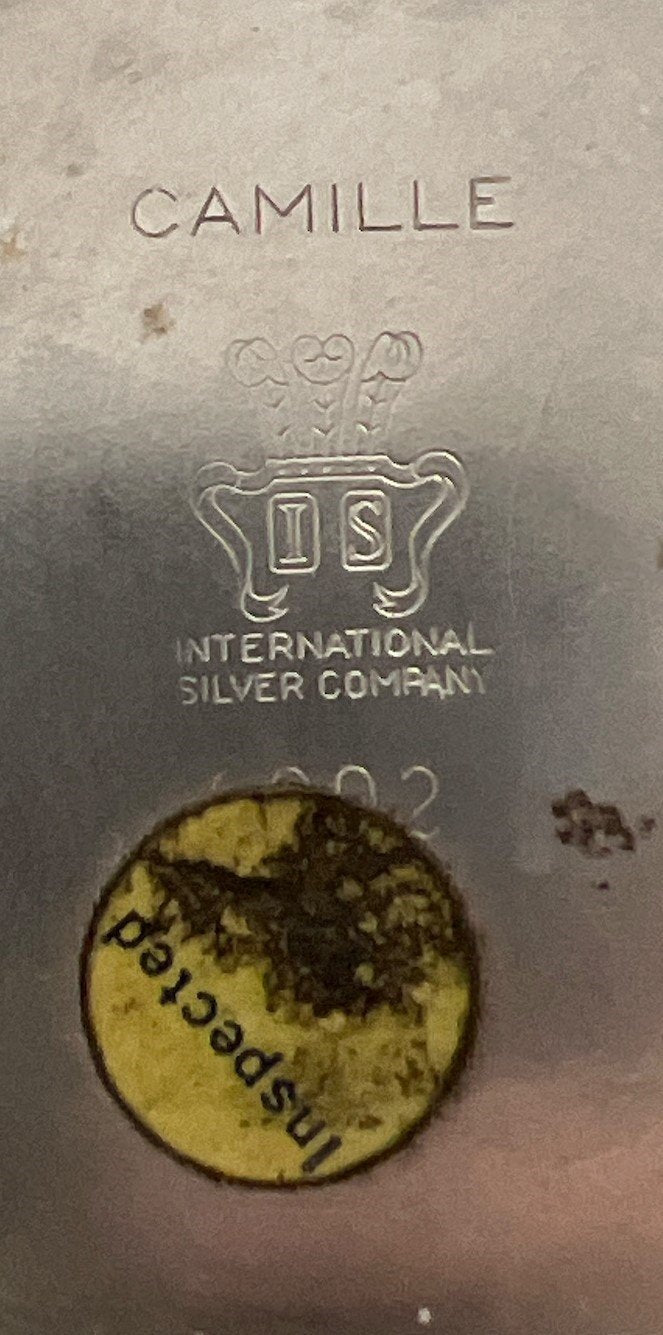 CAMILLE
I S
INTERNATIONAL
SILVER COMPANY
Inspected